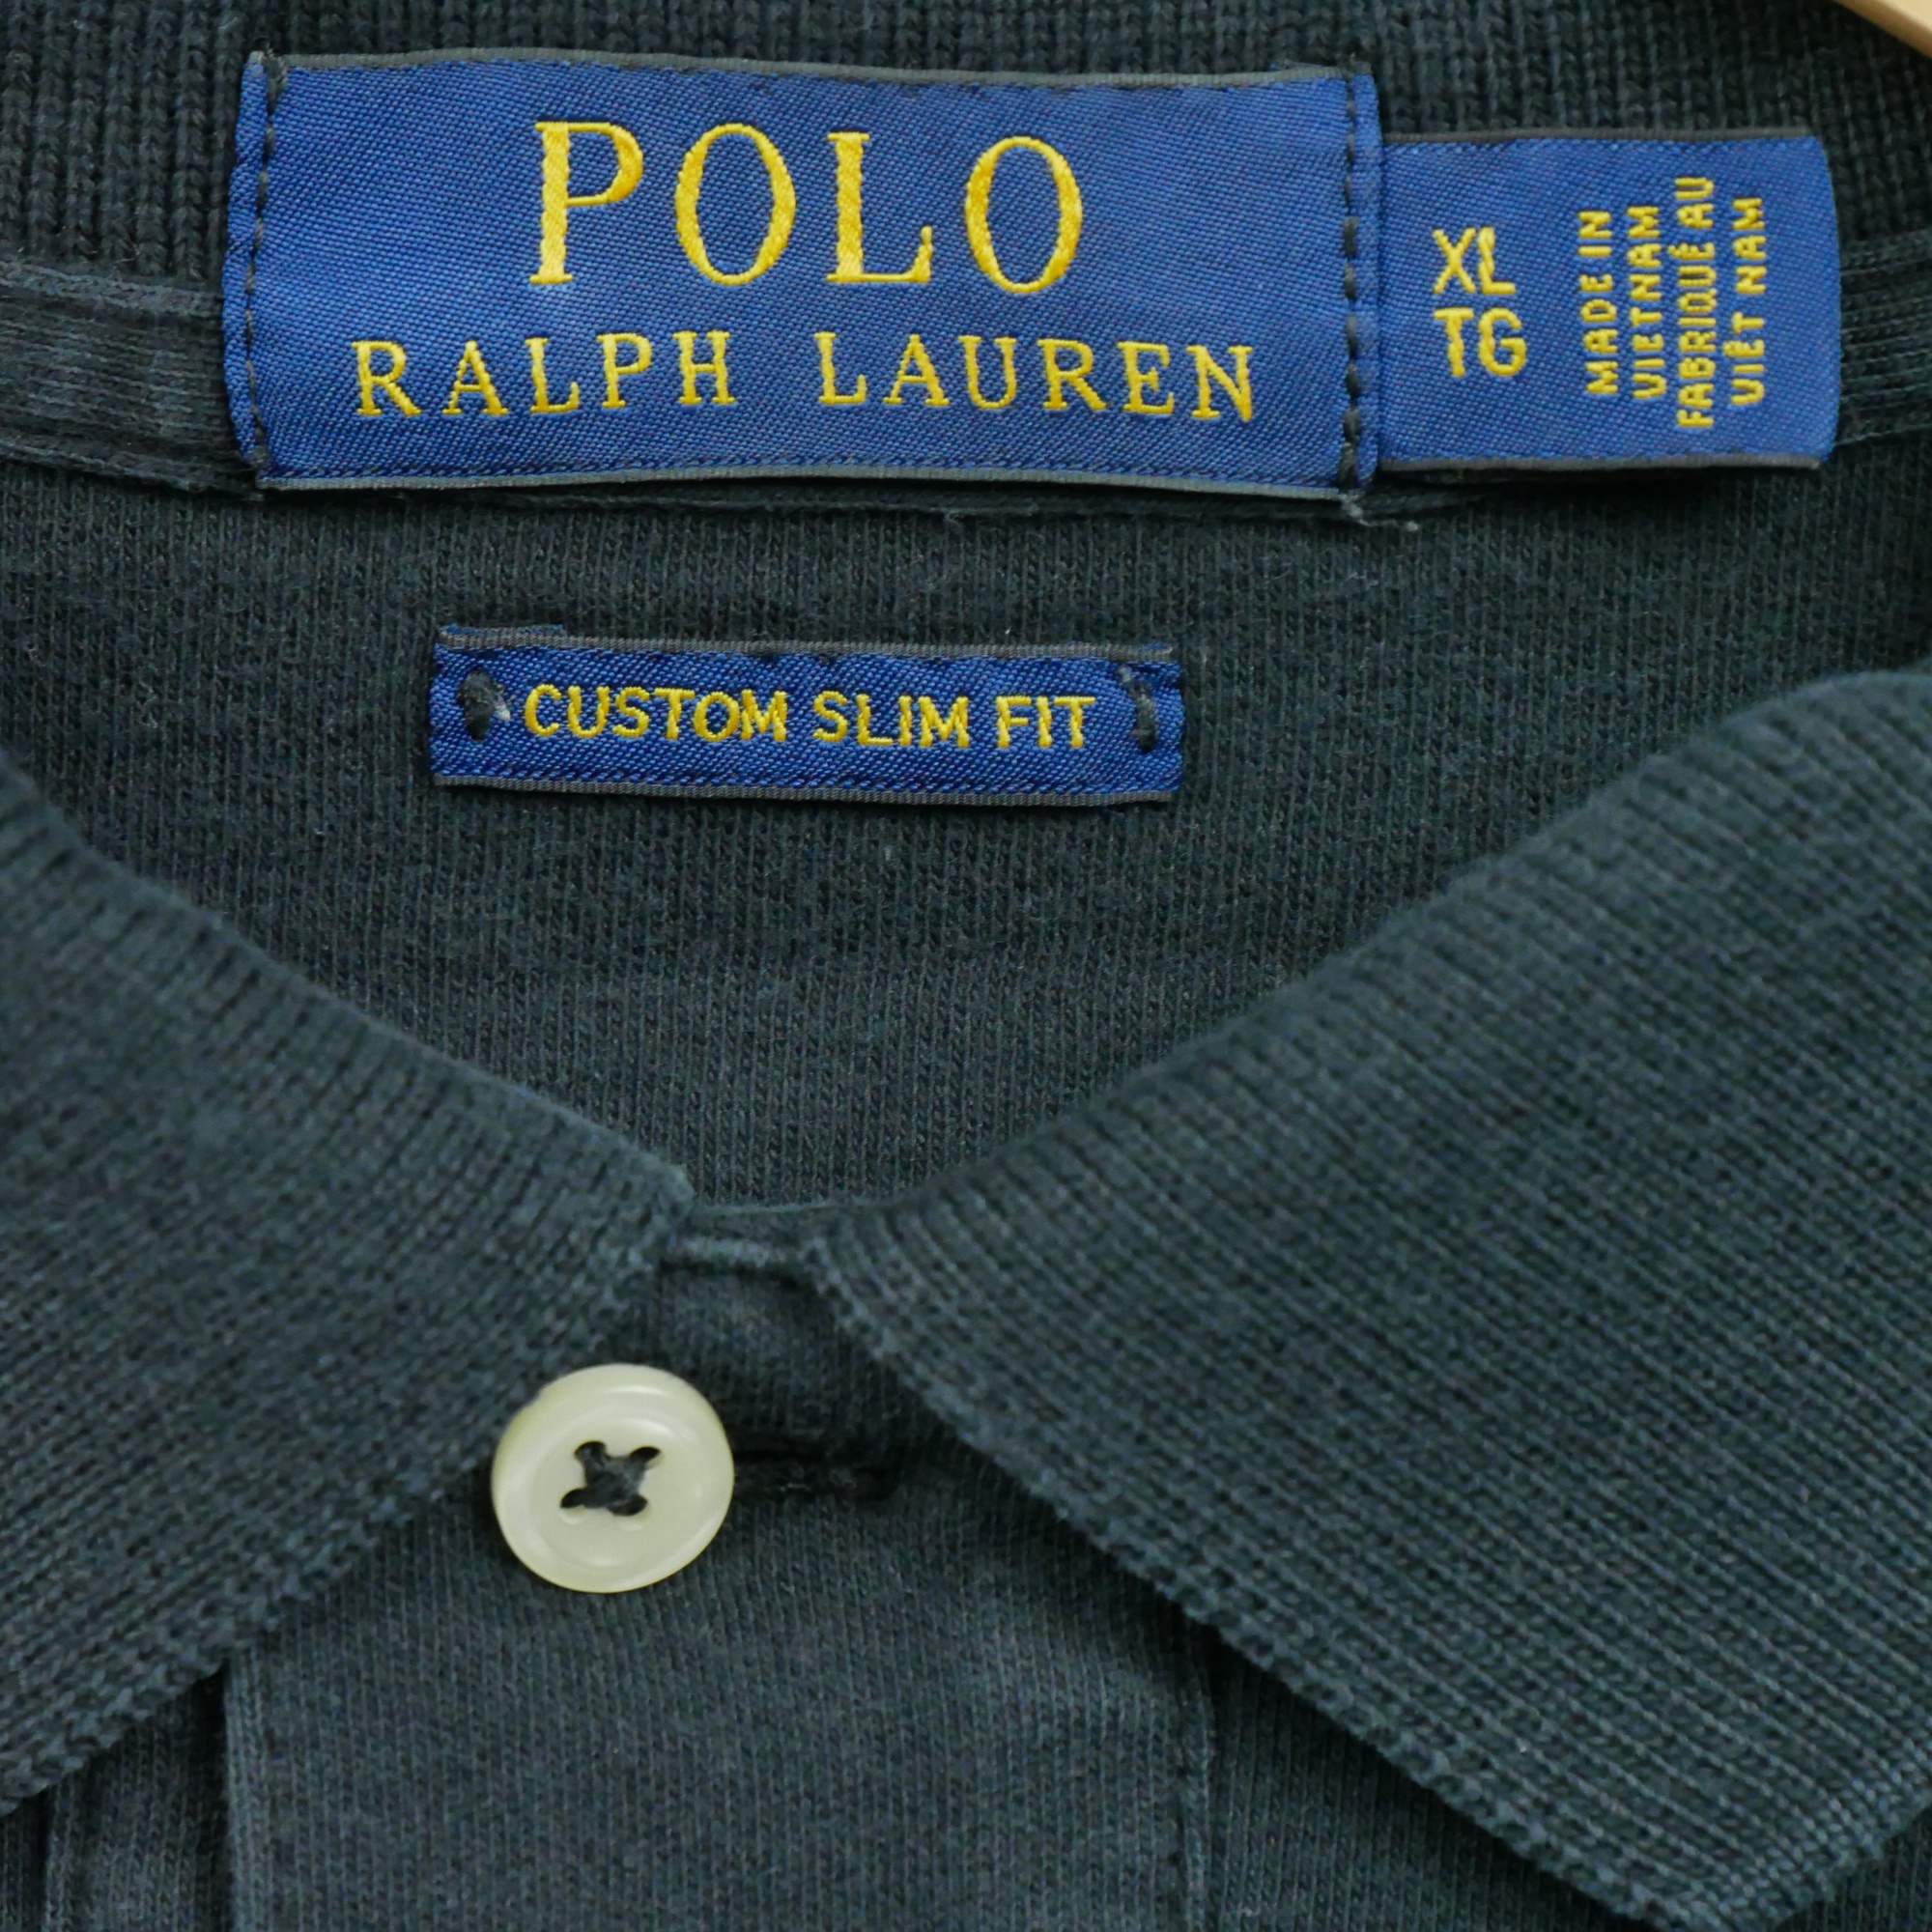 POLO
RALPH LAUREN
XL
TG
MADE IN
VIETNAM
FABRIQUÉ AU
VIÊT NAM
CUSTOM SLIM FIT